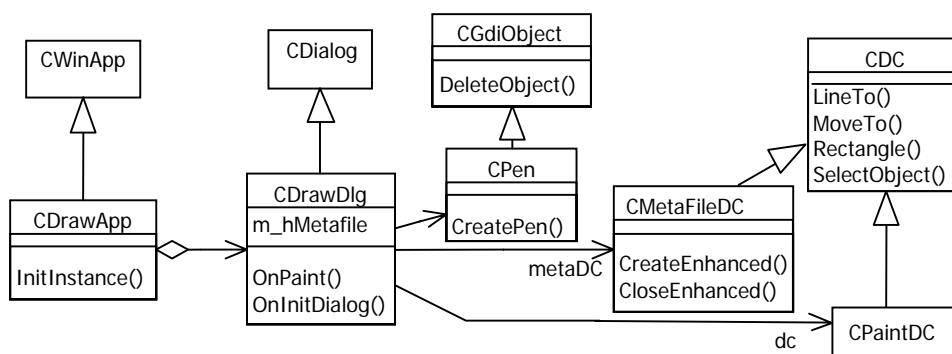 CWinApp
CDialog
CGdiObject
DeleteObject()
CDC
LineTo()
MoveTo()
Rectangle()
SelectObject()
CPen
CreatePen()
CDrawApp
InitInstance()
CDrawDlg
m_hMetafile
OnPaint()
OnInitDialog()
CMetaFileDC
CreateEnhanced()
CloseEnhanced()
metaDC
dc
CPaintDC